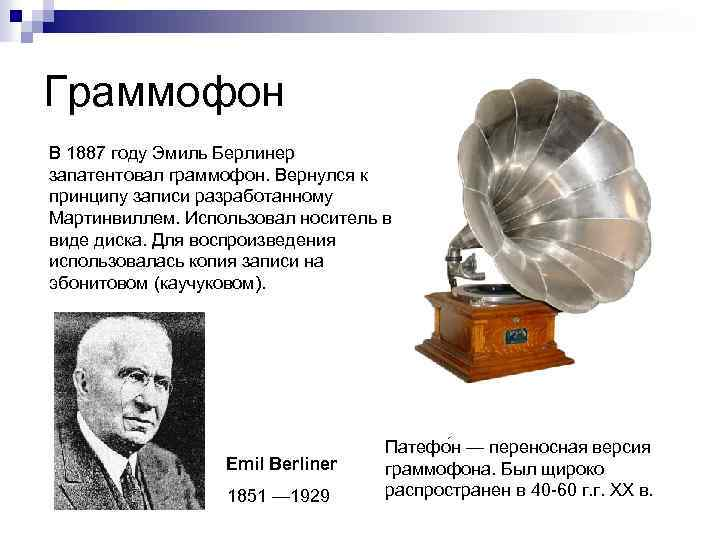 Граммофон
В 1887 году Эмиль Берлинер
запатентовал граммофон. Вернулся к
принципу записи разработанному
Мартинвиллем. Использовал носитель в
виде диска. Для воспроизведения
использовалась копия записи на
эбонитовом (каучуковом).
Emil Berliner
1851 — 1929
Патефо́н — переносная версия
граммофона. Был щироко
распространен в 40-60 г.г. XX в.